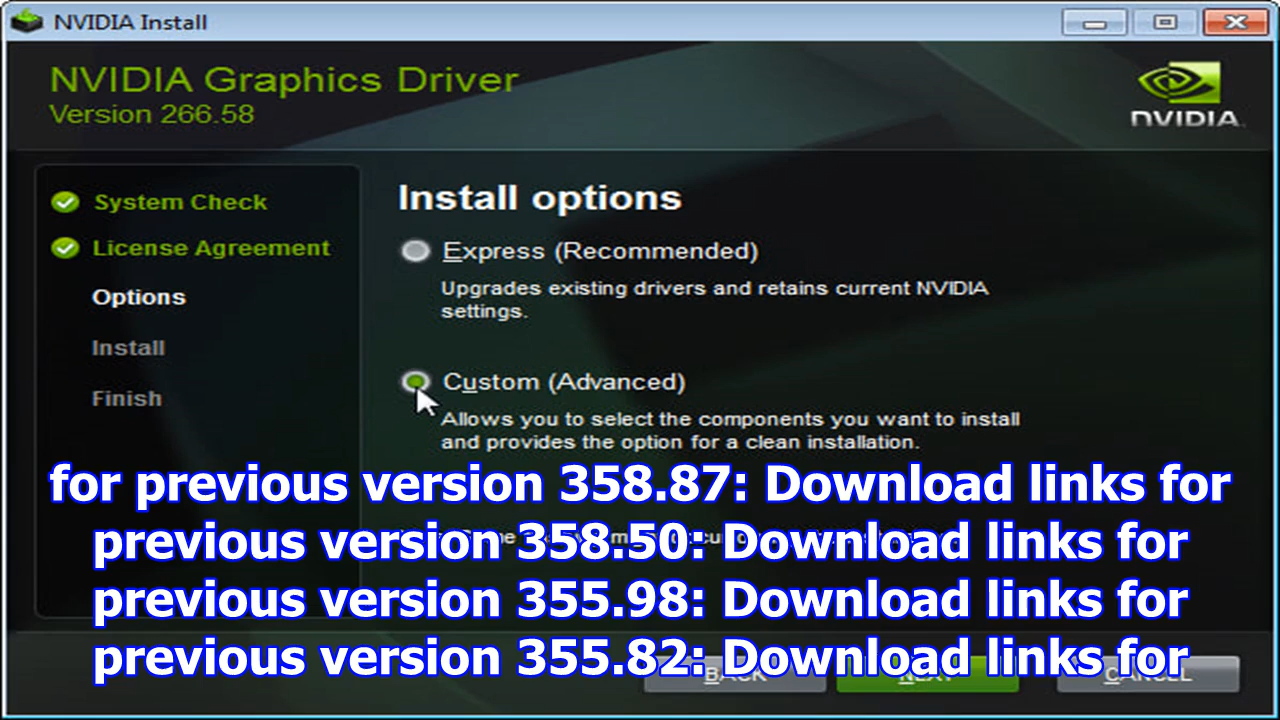 NVIDIA Install
NVIDIA Graphics Driver
Version 266.58
NVIDIA
System Check
License Agreement
Options
Install
Finish
Install options
Express (Recommended)
Upgrades existing drivers and retains current NVIDIA
settings.
Custom (Advanced)
Allows you to select the components you want to install
and provides the option for a clean installation.
for previous version 358.87: Download links for
previous version 358.50: Download links for
previous version 355.98: Download links for
previous version 355.82: Download links for
BACK
NEXT
CANCEL